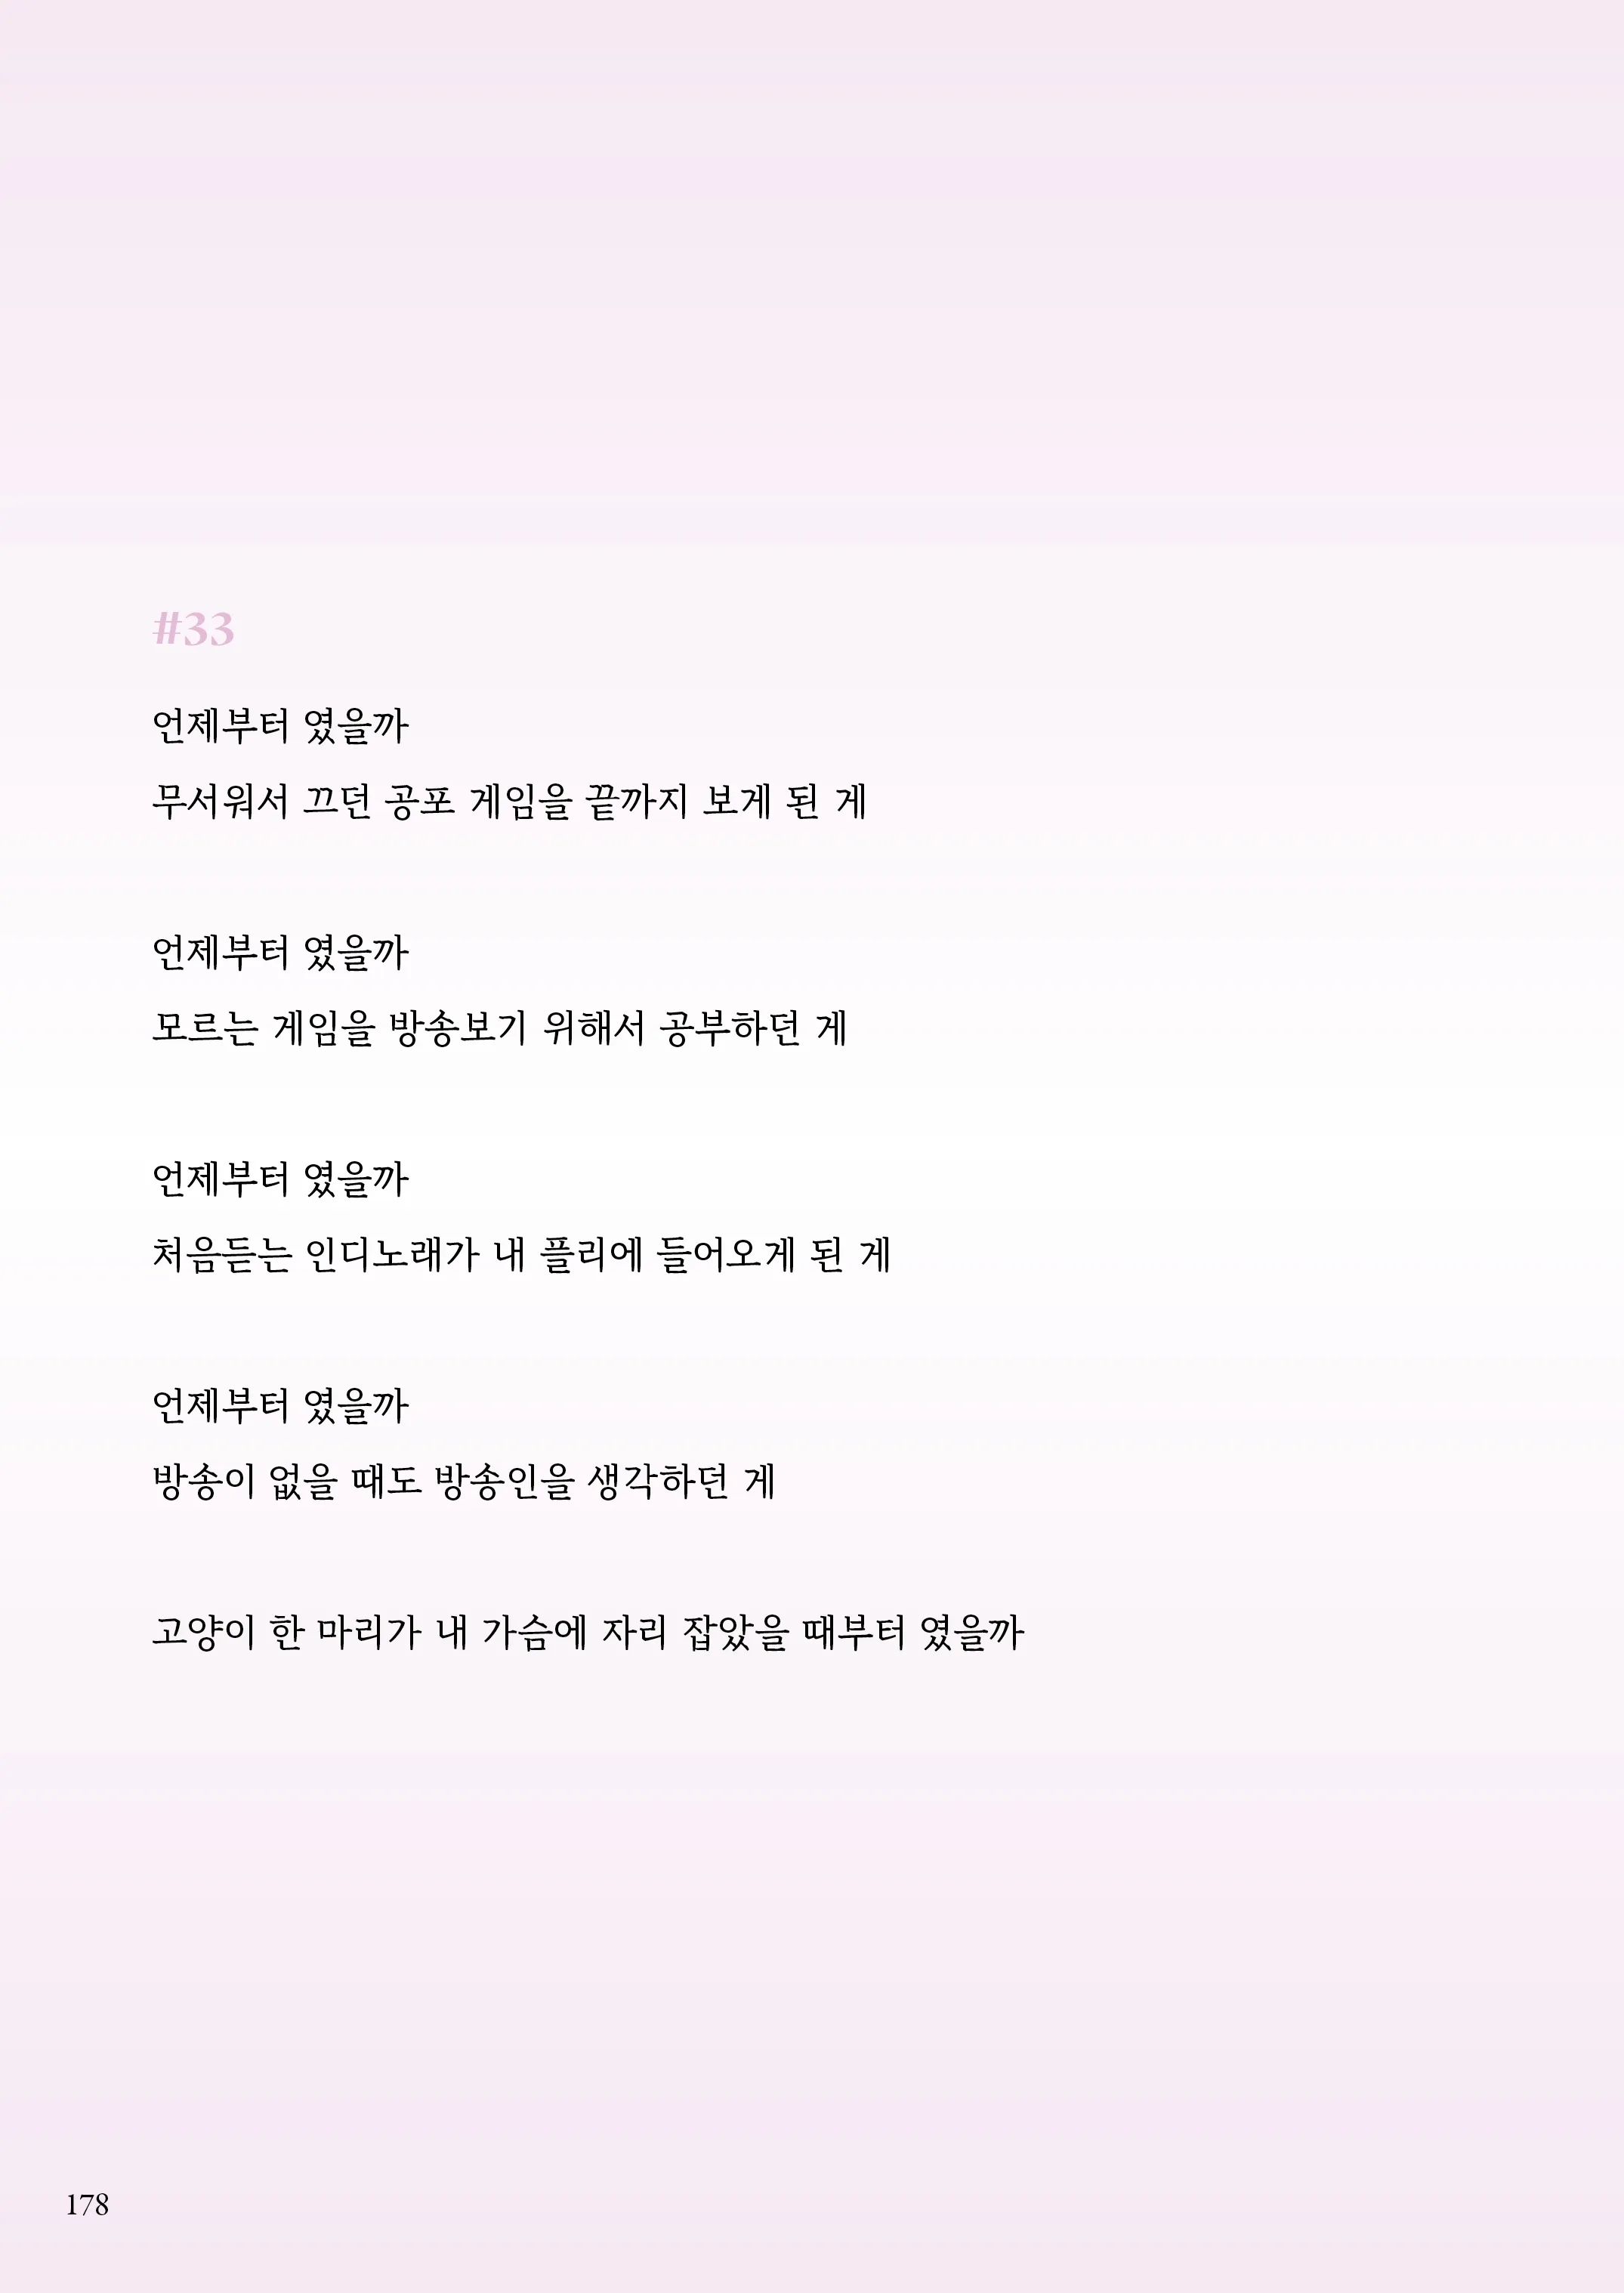 #33
언제부터 였을까
무서워서 끄던 공포 게임을 끝까지 보게 된 게
언제부터 였을까
모르는 게임을 방송보기 위해서 공부하던 게
언제부터 였을까
처음듣는 인디노래가 내 플리에 들어오게 된 게
언제부터 였을까
방송이 없을 때도 방송인을 생각하던 게
고양이 한 마리가 내 가슴에 자리 잡았을 때부터 였을까
178